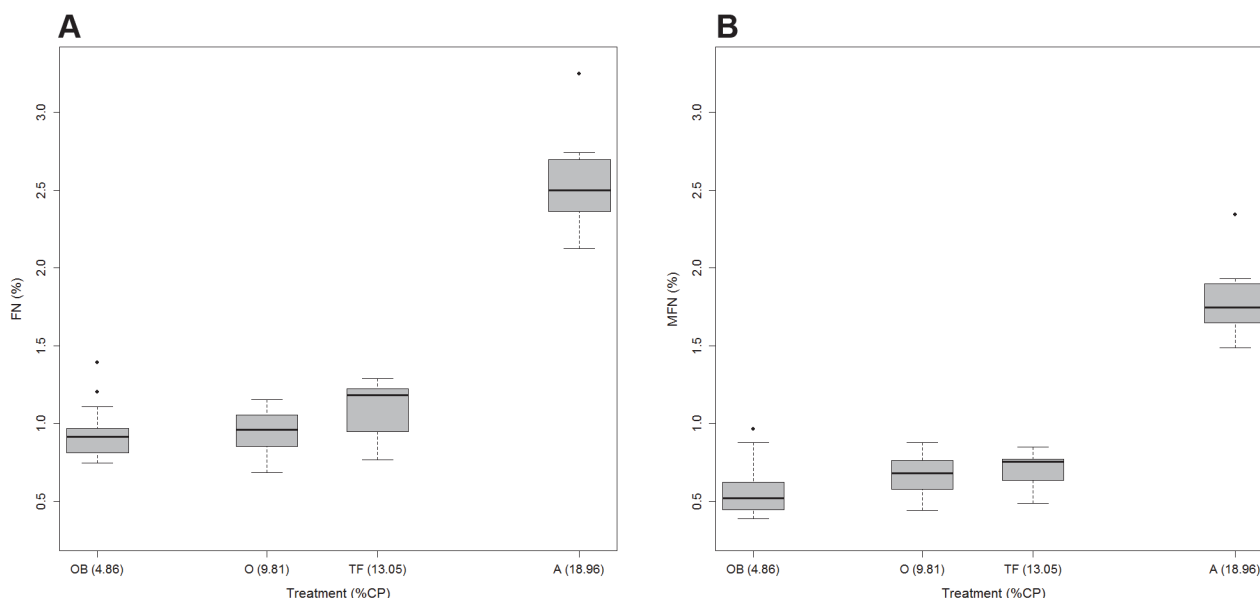 A
3.0
2.5
2.0
1.5
1.0
0.5
FN (%)
OB (4.86) O (9.81) TF (13.05) A (18.96)
Treatment (%CP)
B
3.0
2.5
2.0
1.5
1.0
0.5
MFN (%)
OB (4.86) O (9.81) TF (13.05) A (18.96)
Treatment (%CP)